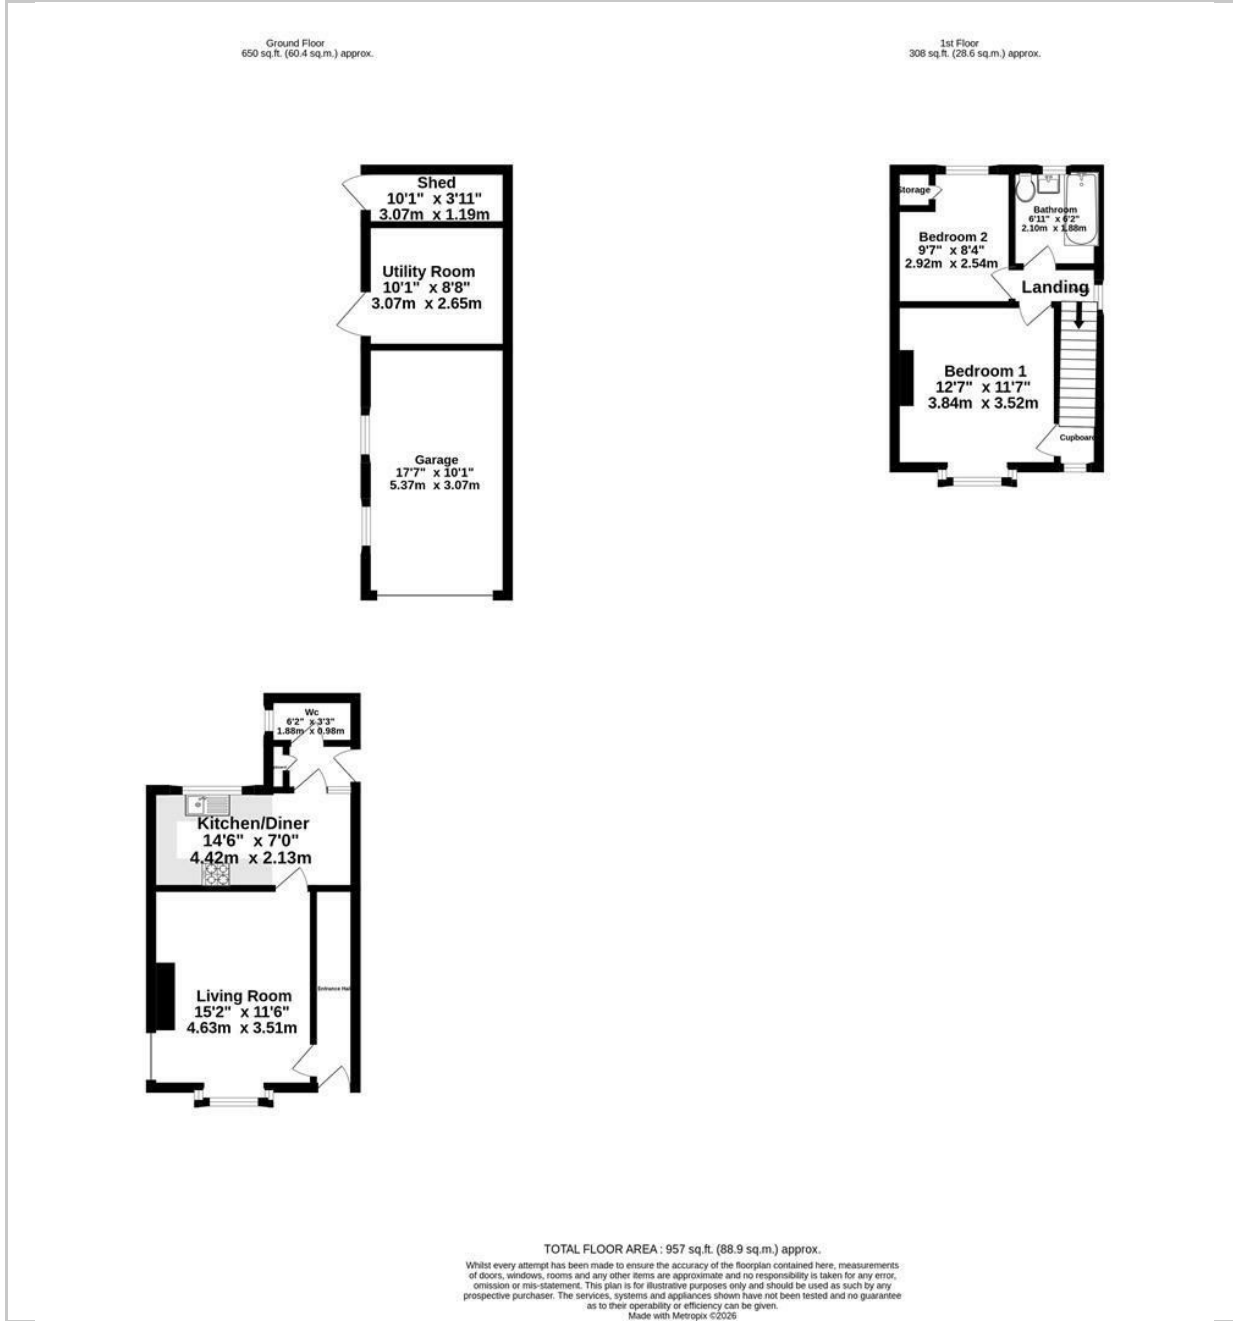 Ground Floor
650 sq.ft. (60.4 sq.m.) approx.
1st Floor
308 sq.ft. (28.6 sq.m.) approx.
Shed
10'1" x 3'11"
3.07m x 1.19m
Utility Room
10'1" x 8'8"
3.07m x 2.65m
Garage
17'7" x 10'1"
5.37m x 3.07m
Storage
Bedroom 2
9'7" x 8'4"
2.92m x 2.54m
Bathroom
6'11" x 6'2"
2.10m x 1.88m
Landing
Bedroom 1
12'7" x 11'7"
3.84m x 3.52m
Cupboard
Wc
6'2" x 3'3"
1.88m x 0.98m
Kitchen/Diner
14'6" x 7'0"
4.42m x 2.13m
Living Room
15'2" x 11'6"
4.63m x 3.51m
Entrance Hall
TOTAL FLOOR AREA : 957 sq.ft. (88.9 sq.m.) approx.
Whilst every attempt has been made to ensure the accuracy of the floorplan contained here, measurements
of doors, windows, rooms and any other items are approximate and no responsibility is taken for any error,
omission or mis-statement. This plan is for illustrative purposes only and should be used as such by any
prospective purchaser. The services, systems and appliances shown have not been tested and no guarantee
as to their operability or efficiency can be given.
Made with Metropix ©2026